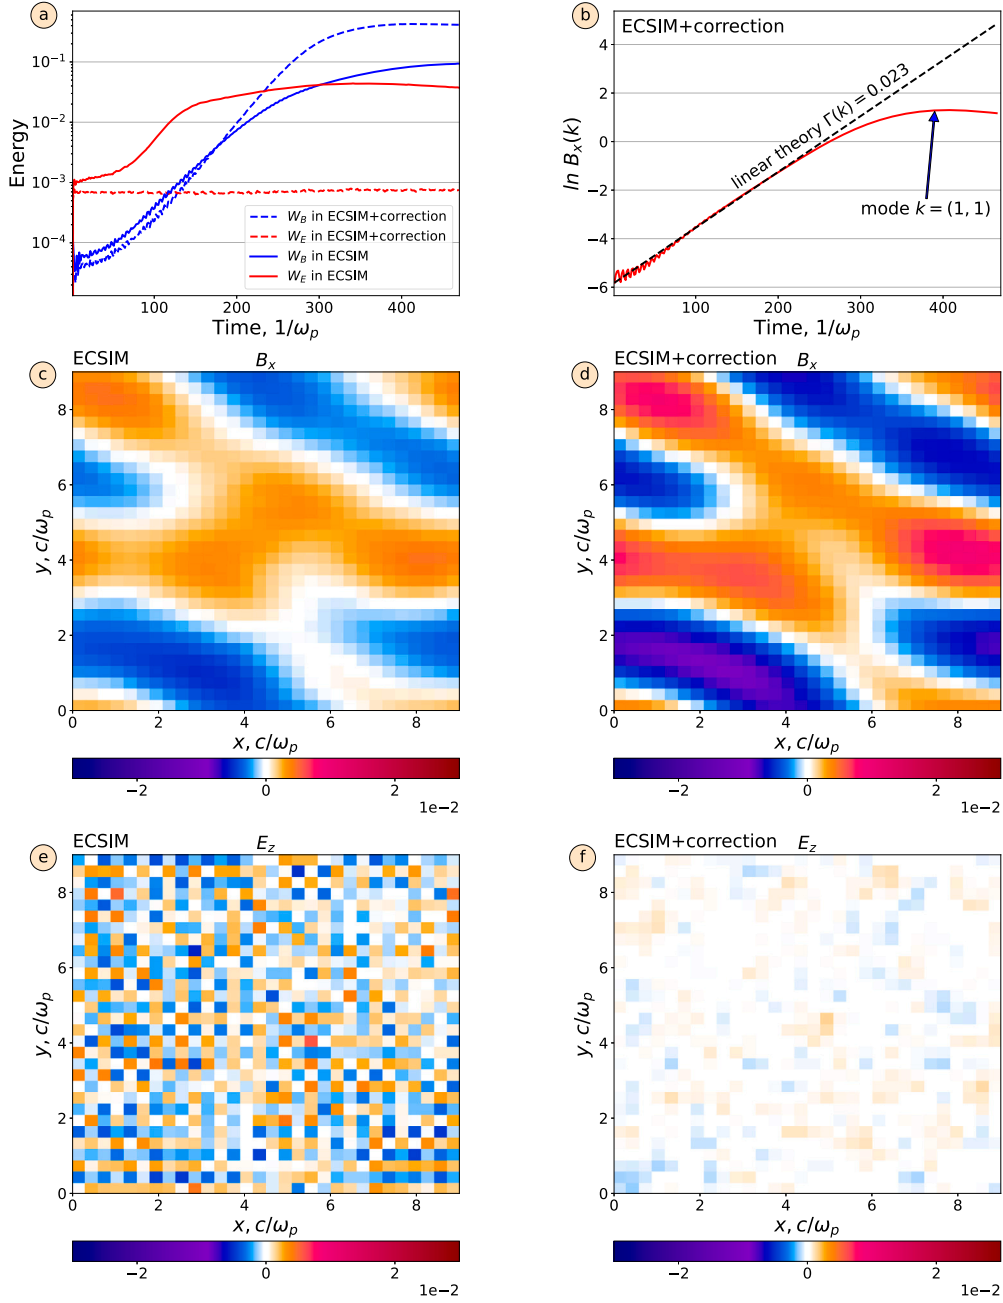 a
Energy
10⁻¹
10⁻²
10⁻³
10⁻⁴
W_B in ECSIM+correction
W_E in ECSIM+correction
W_B in ECSIM
W_E in ECSIM
100 200 300 400
Time, 1/ω_p
b
ECSIM+correction
ln B_x(k)
4
2
0
−2
−4
−6
linear theory Γ(k) = 0.023
mode k = (1, 1)
100 200 300 400
Time, 1/ω_p
c
ECSIM B_x
y, c/ω_p
8
6
4
2
0
0 2 4 6 8
x, c/ω_p
−2 0 2
1e−2
d
ECSIM+correction B_x
y, c/ω_p
8
6
4
2
0
0 2 4 6 8
x, c/ω_p
−2 0 2
1e−2
e
ECSIM E_z
y, c/ω_p
8
6
4
2
0
0 2 4 6 8
x, c/ω_p
−2 0 2
1e−2
f
ECSIM+correction E_z
y, c/ω_p
8
6
4
2
0
0 2 4 6 8
x, c/ω_p
−2 0 2
1e−2